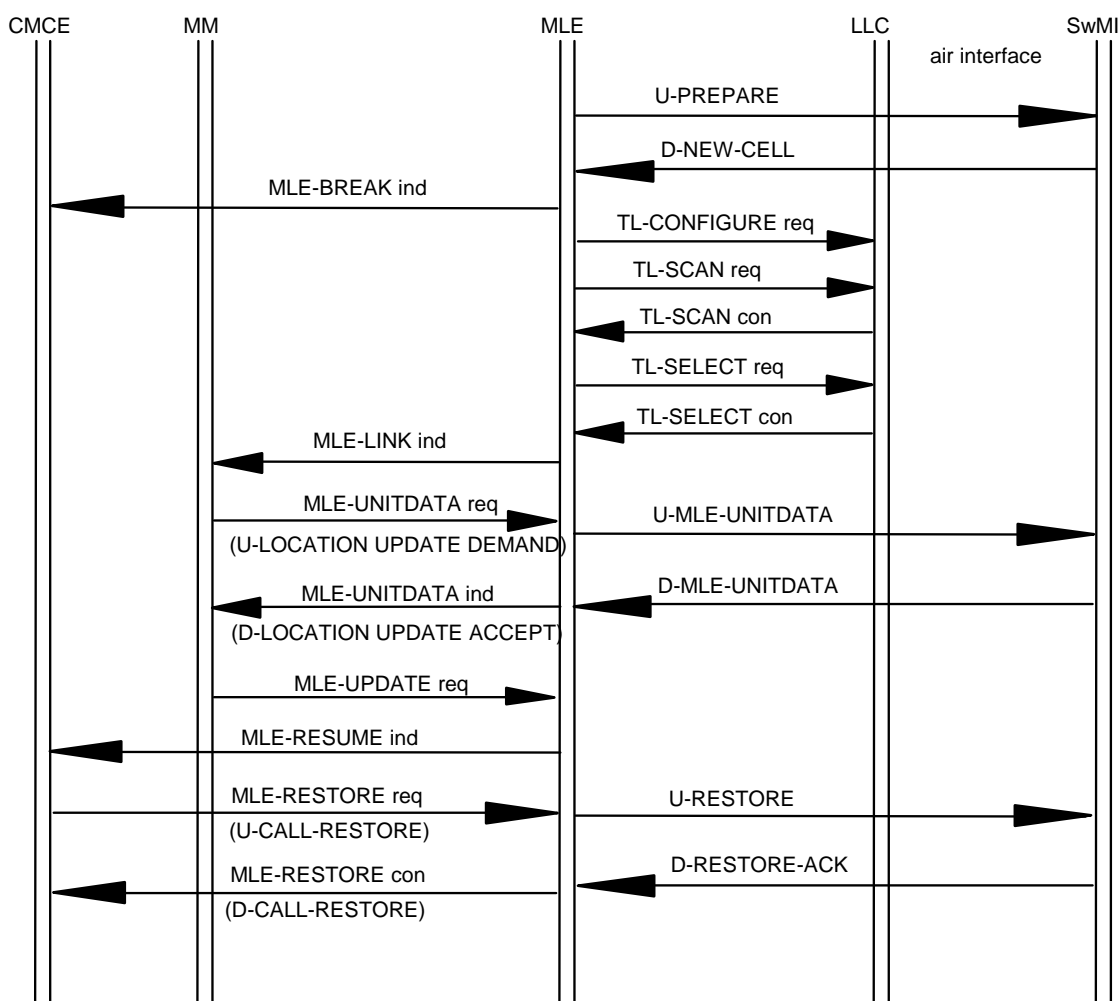 CMCE MM MLE LLC SwMI
air interface
U-PREPARE
D-NEW-CELL
MLE-BREAK ind
TL-CONFIGURE req
TL-SCAN req
TL-SCAN con
TL-SELECT req
TL-SELECT con
MLE-LINK ind
MLE-UNITDATA req
U-MLE-UNITDATA
(U-LOCATION UPDATE DEMAND)
MLE-UNITDATA ind
D-MLE-UNITDATA
(D-LOCATION UPDATE ACCEPT)
MLE-UPDATE req
MLE-RESUME ind
MLE-RESTORE req
U-RESTORE
(U-CALL-RESTORE)
MLE-RESTORE con
D-RESTORE-ACK
(D-CALL-RESTORE)